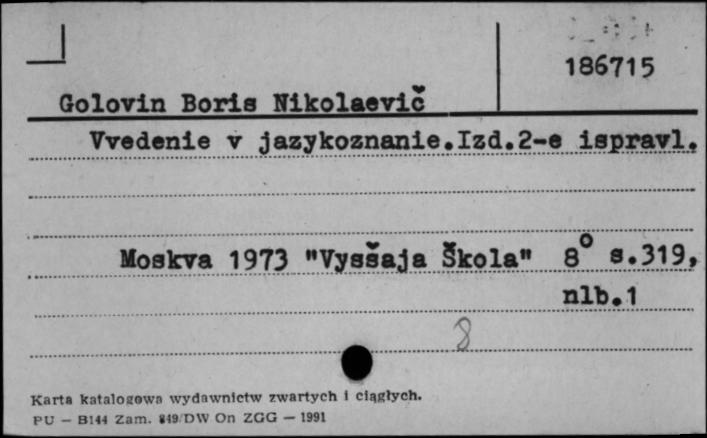 186715
Golovin Boris Nikolaevič
Vvedenie v jazykoznanie.Izd.2-e ispravl.
Moskva 1973 "Vysšaja Škola" 8° s.319,
nlb.1
8
Karta katalogowa wydawnictw zwartych i ciągłych.
PU — B144 Zam. 849/DW On ZGG — 1991